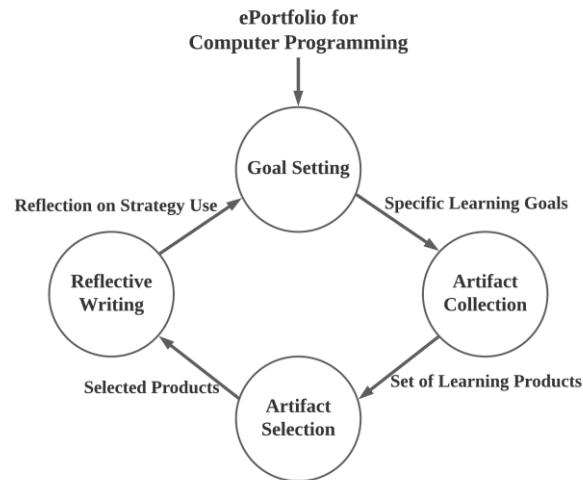 ePortfolio for
Computer Programming
Goal Setting
Reflection on Strategy Use
Specific Learning Goals
Reflective
Writing
Artifact
Collection
Selected Products
Set of Learning Products
Artifact
Selection